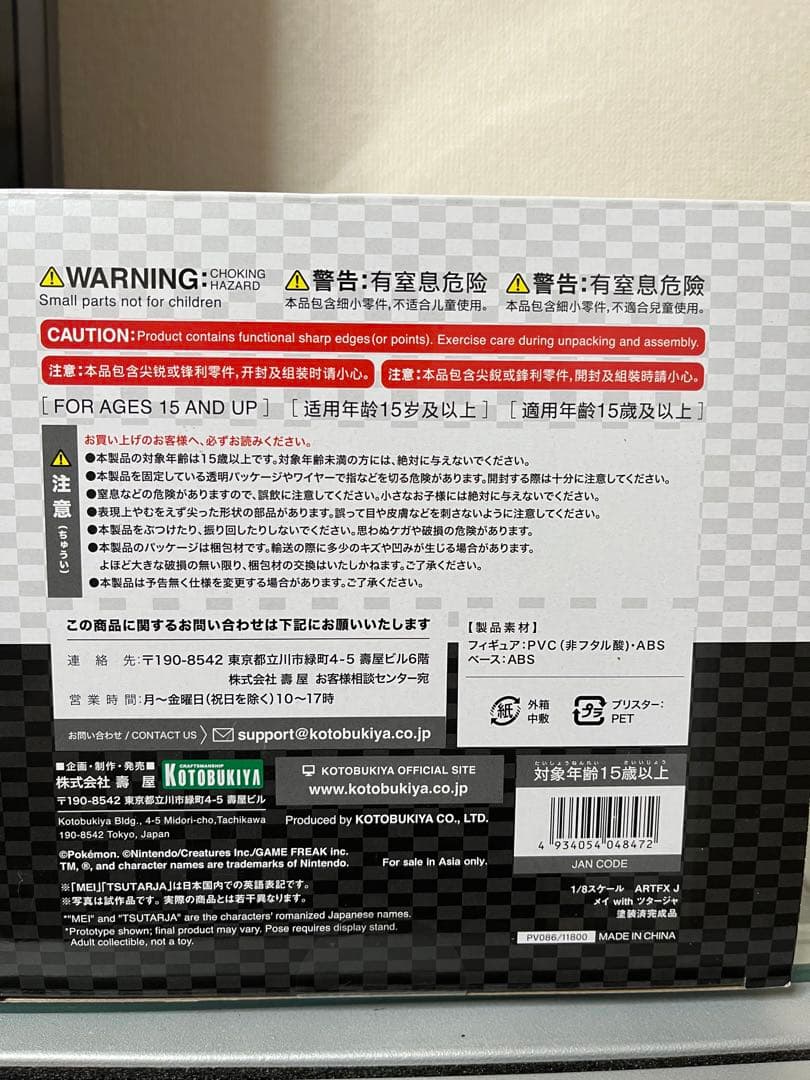 ⚠WARNING: CHOKING HAZARD
Small parts not for children
⚠警告:有窒息危险
本品包含细小零件,不适合儿童使用。
⚠警告:有窒息危險
本品包含細小零件,不適合兒童使用。
CAUTION: Product contains functional sharp edges (or points). Exercise care during unpacking and assembly.
注意:本品包含尖锐或锋利零件,开封及组装时请小心。
注意:本品包含尖銳或鋒利零件,開封及組裝時請小心。
[ FOR AGES 15 AND UP ] [ 适用年龄15岁及以上 ] [ 適用年齡15歲及以上 ]
⚠注意(ちゅうい)
お買い上げのお客様へ、必ずお読みください。
●本製品の対象年齢は15歳以上です。対象年齢未満の方には、絶対に与えないでください。
●本製品を固定している透明パッケージやワイヤーで指などを切る危険があります。開封する際は十分に注意してください。
●窒息などの危険がありますので、誤飲に注意してください。小さなお子様には絶対に与えないでください。
●表現上やむをえず尖った形状の部品があります。誤って目や皮膚などを刺さないように注意してください。
●本製品をぶつけたり、振り回したりしないでください。思わぬケガや破損の危険があります。
●本製品のパッケージは梱包材です。輸送の際に多少のキズや凹みが生じる場合があります。
よほど大きな破損の無い限り、梱包材の交換はいたしかねます。ご了承ください。
●本製品は予告無く仕様を変更する場合があります。ご了承ください。
この商品に関するお問い合わせは下記にお願いいたします
連絡先:〒190-8542 東京都立川市緑町4-5 壽屋ビル6階
株式会社 壽屋 お客様相談センター宛
営業時間:月〜金曜日(祝日を除く)10〜17時
お問い合わせ / CONTACT US support@kotobukiya.co.jp
【製品素材】
フィギュア:PVC(非フタル酸)・ABS
ベース:ABS
紙 外箱 中敷
プラ ブリスター: PET
■企画・制作・発売■
株式会社 壽屋
CRAFTSMANSHIP
KOTOBUKIYA
〒190-8542 東京都立川市緑町4-5 壽屋ビル
Kotobukiya Bldg., 4-5 Midori-cho,Tachikawa
190-8542 Tokyo, Japan
KOTOBUKIYA OFFICIAL SITE
www.kotobukiya.co.jp
Produced by KOTOBUKIYA CO., LTD.
©Pokémon. ©Nintendo/Creatures Inc./GAME FREAK inc.
TM, ®, and character names are trademarks of Nintendo.
For sale in Asia only.
※「MEI」「TSUTARJA」は日本国内での英語表記です。
※写真は試作品です。実際の商品とは若干異なります。
*"MEI" and "TSUTARJA" are the characters' romanized Japanese names.
*Prototype shown; final product may vary. Pose requires display stand.
Adult collectible, not a toy.
たいしょうねんれい さいいじょう
対象年齢15歳以上
4 934054 048472
JAN CODE
1/8スケール ARTFX J
メイ with ツタージャ
塗装済完成品
PV086/11800 MADE IN CHINA